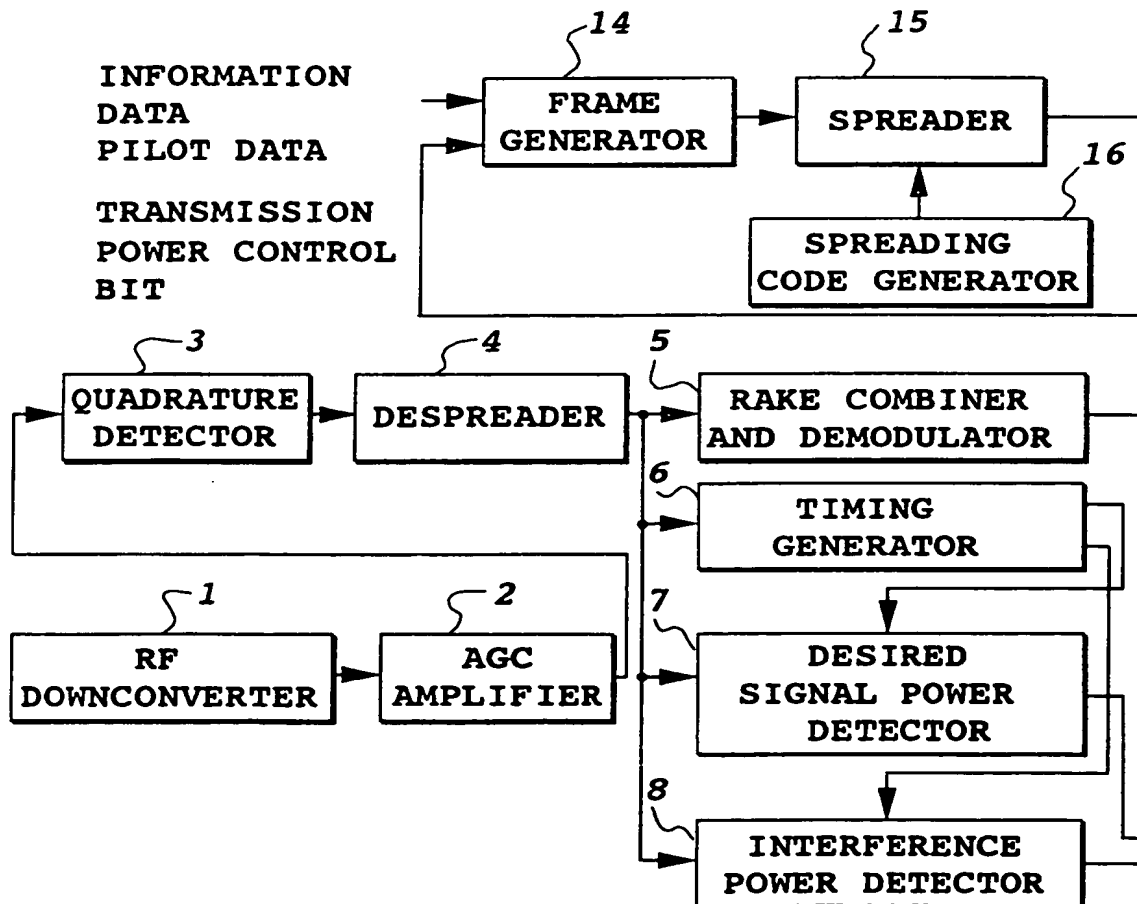 14
15
INFORMATION
DATA
PILOT DATA
FRAME
GENERATOR
SPREADER
16
TRANSMISSION
POWER CONTROL
BIT
SPREADING
CODE GENERATOR
3
4
5
QUADRATURE
DETECTOR
DESPREADER
RAKE COMBINER
AND DEMODULATOR
6
TIMING
GENERATOR
1
2
7
RF
DOWNCONVERTER
AGC
AMPLIFIER
DESIRED
SIGNAL POWER
DETECTOR
8
INTERFERENCE
POWER DETECTOR